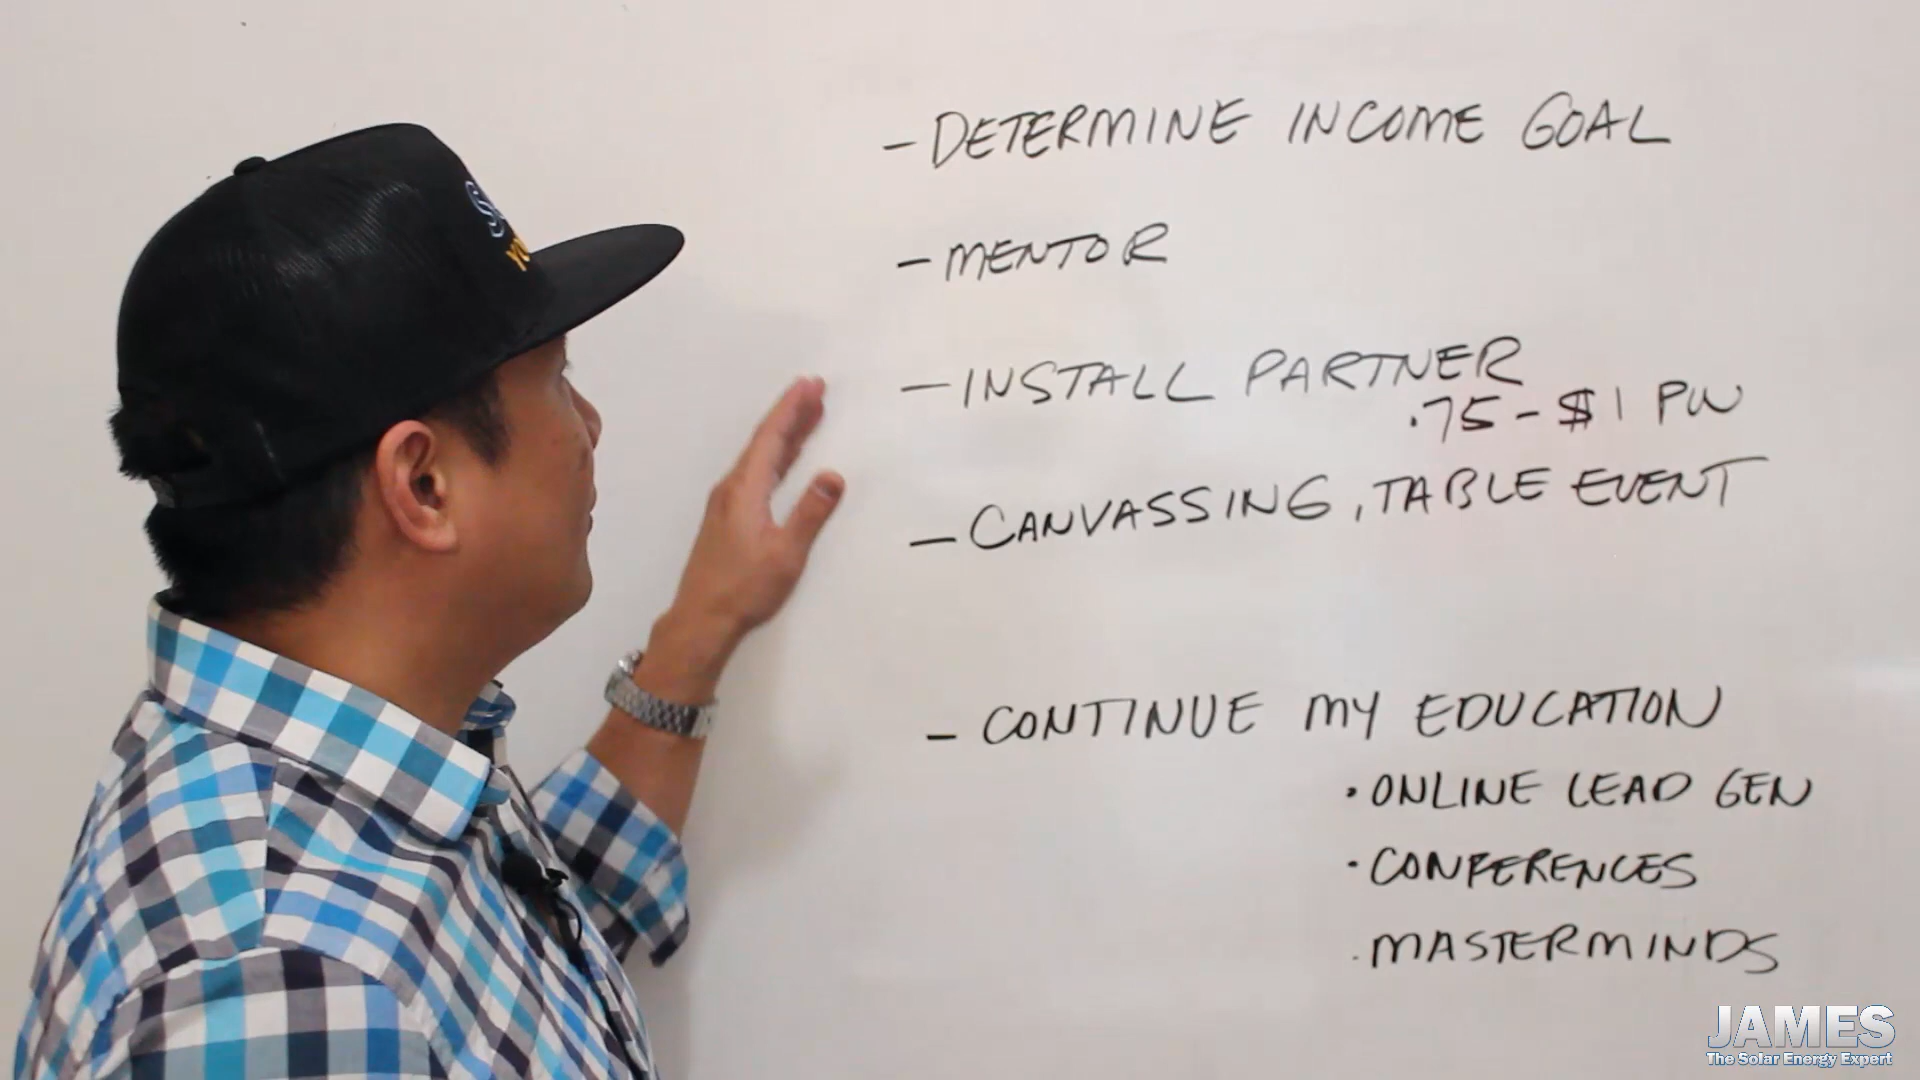 - DETERMINE INCOME GOAL
- MENTOR
- INSTALL PARTNER
.75 - $1 PW
- CANVASSING, TABLE EVENT
- CONTINUE MY EDUCATION
• ONLINE LEAD GEN
• CONFERENCES
• MASTERMINDS
JAMES
The Solar Energy Expert